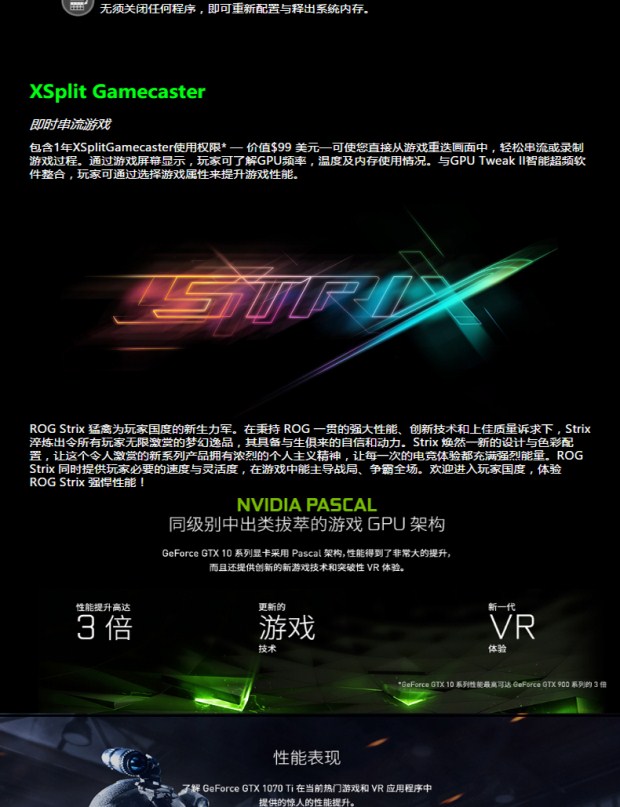 无须关闭任何程序，即可重新配置与释出系统内存。
XSplit Gamecaster
即时串流游戏
包含1年XSplitGamecaster使用权限* — 价值$99 美元—可使您直接从游戏重迭画面中，轻松串流或录制
游戏过程。通过游戏屏幕显示，玩家可了解GPU频率，温度及内存使用情况。与GPU Tweak II智能超频软
件整合，玩家可通过选择游戏属性来提升游戏性能。
STRIX
ROG Strix 猛禽为玩家国度的新生力军。在秉持 ROG 一贯的强大性能、创新技术和上佳质量诉求下，Strix
淬炼出令所有玩家无限激赏的梦幻逸品，其具备与生俱来的自信和动力。Strix 焕然一新的设计与色彩配
置，让这个令人激赏的新系列产品拥有浓烈的个人主义精神，让每一次的电竞体验都充满强烈能量。ROG
Strix 同时提供玩家必要的速度与灵活度，在游戏中能主导战局、争霸全场。欢迎进入玩家国度，体验
ROG Strix 强悍性能！
NVIDIA PASCAL
同级别中出类拔萃的游戏 GPU 架构
GeForce GTX 10 系列显卡采用 Pascal 架构，性能得到了非常大的提升，
而且还提供创新的新游戏技术和突破性 VR 体验。
性能提升高达
3 倍
更新的
游戏
技术
新一代
VR
体验
*GeForce GTX 10 系列性能最高可达 GeForce GTX 900 系列的 3 倍
性能表现
了解 GeForce GTX 1070 Ti 在当前热门游戏和 VR 应用程序中
提供的惊人的性能提升。